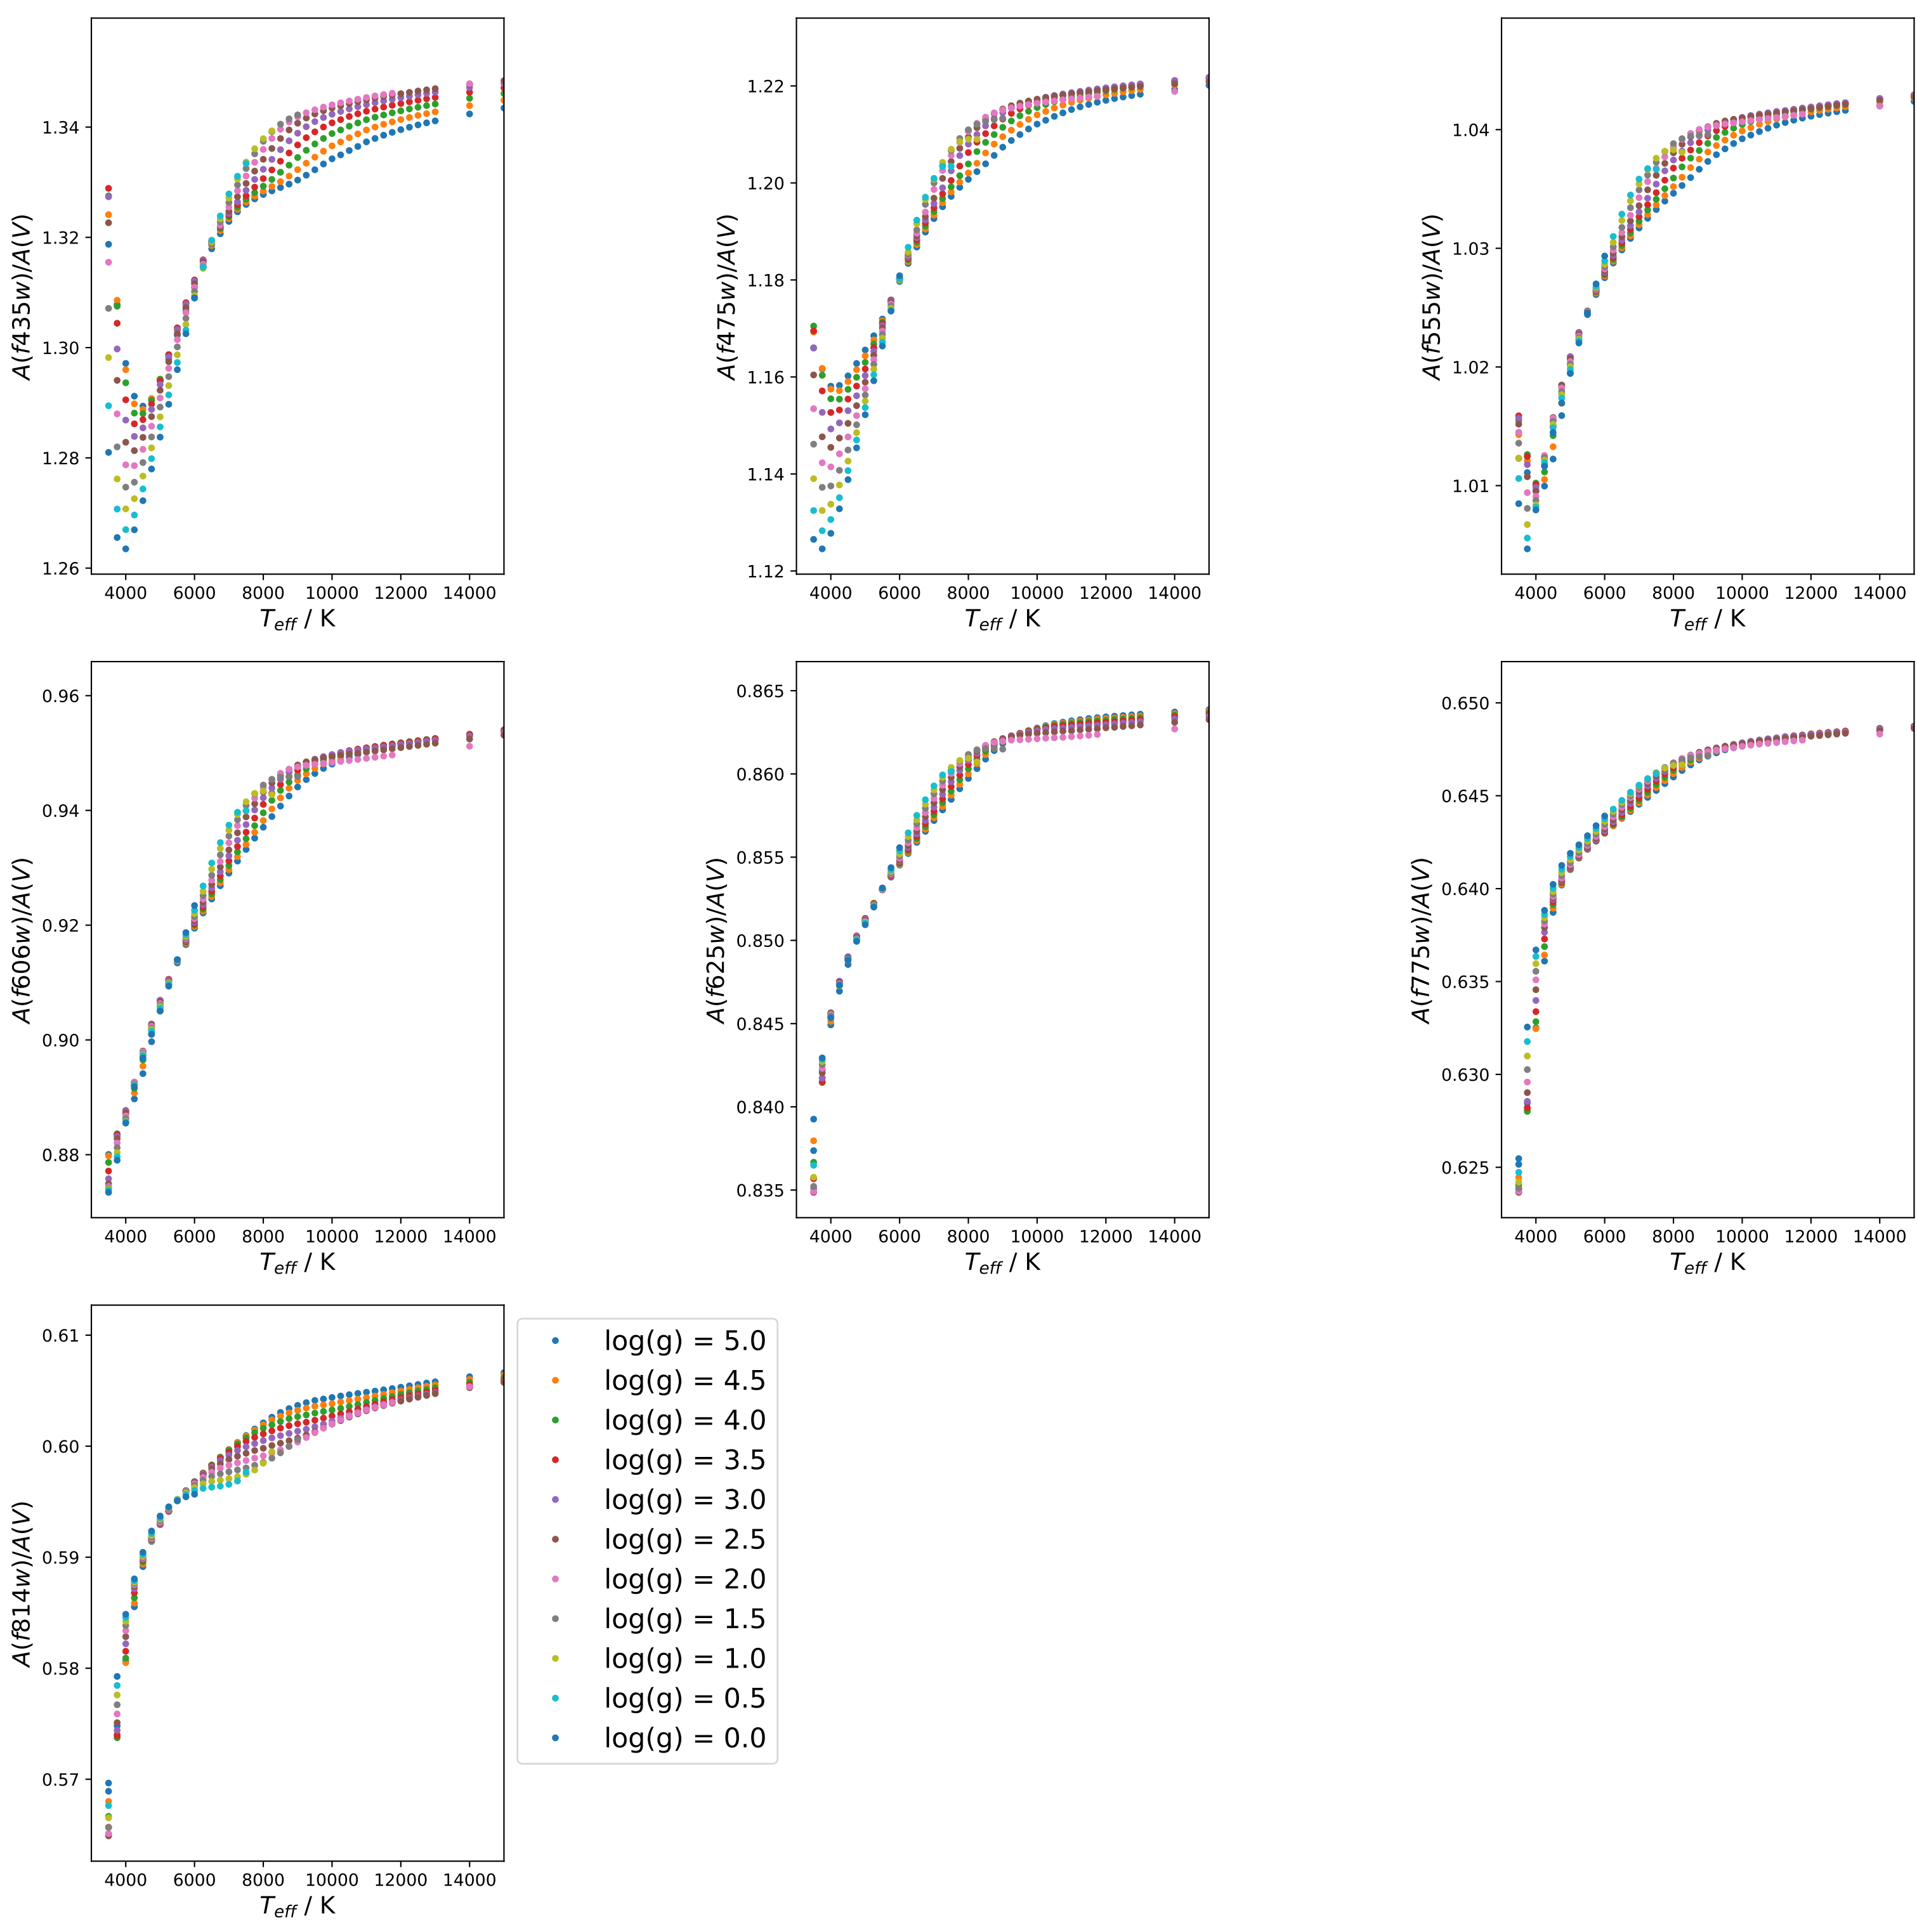 A(f435w)/A(V)
1.34
1.32
1.30
1.28
1.26
4000 6000 8000 10000 12000 14000
T_eff / K
A(f475w)/A(V)
1.22
1.20
1.18
1.16
1.14
1.12
4000 6000 8000 10000 12000 14000
T_eff / K
A(f555w)/A(V)
1.04
1.03
1.02
1.01
4000 6000 8000 10000 12000 14000
T_eff / K
A(f606w)/A(V)
0.96
0.94
0.92
0.90
0.88
4000 6000 8000 10000 12000 14000
T_eff / K
A(f625w)/A(V)
0.865
0.860
0.855
0.850
0.845
0.840
0.835
4000 6000 8000 10000 12000 14000
T_eff / K
A(f775w)/A(V)
0.650
0.645
0.640
0.635
0.630
0.625
4000 6000 8000 10000 12000 14000
T_eff / K
A(f814w)/A(V)
0.61
0.60
0.59
0.58
0.57
4000 6000 8000 10000 12000 14000
T_eff / K
log(g) = 5.0
log(g) = 4.5
log(g) = 4.0
log(g) = 3.5
log(g) = 3.0
log(g) = 2.5
log(g) = 2.0
log(g) = 1.5
log(g) = 1.0
log(g) = 0.5
log(g) = 0.0